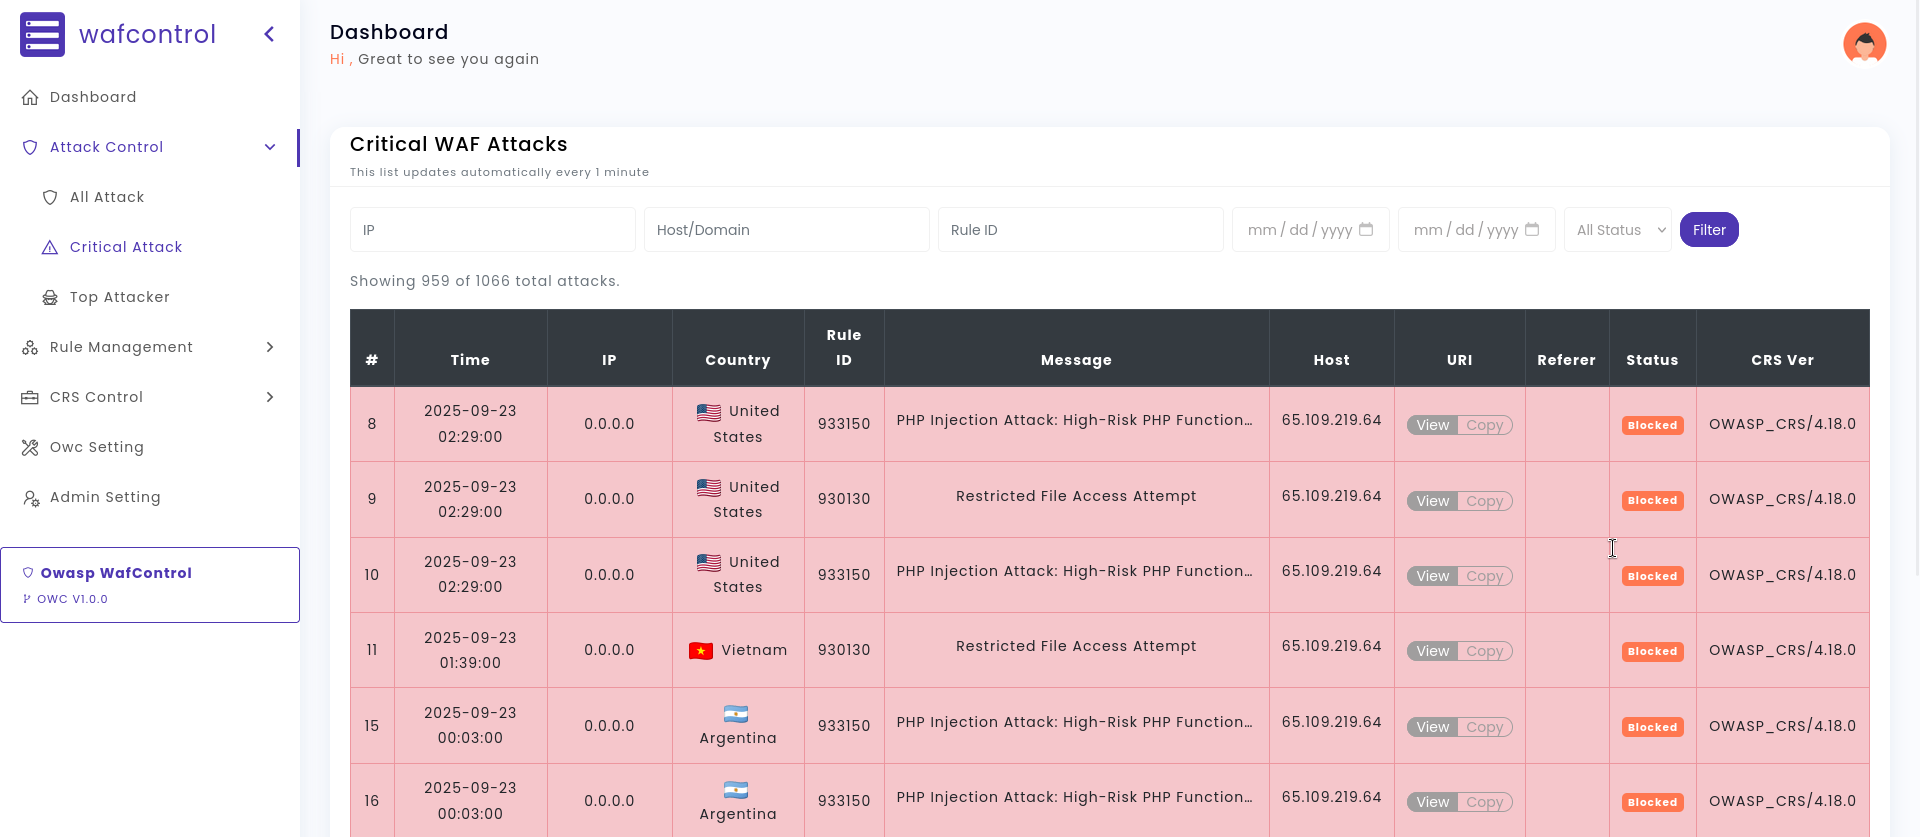 wafcontrol
Dashboard
Attack Control
All Attack
Critical Attack
Top Attacker
Rule Management
CRS Control
Owc Setting
Admin Setting
Owasp WafControl
OWC V1.0.0
Dashboard
Hi , Great to see you again
Critical WAF Attacks
This list updates automatically every 1 minute
IP Host/Domain Rule ID mm/dd/yyyy mm/dd/yyyy All Status Filter
Showing 959 of 1066 total attacks.
# Time IP Country Rule ID Message Host URI Referer Status CRS Ver
8 2025-09-23 02:29:00 0.0.0.0 United States 933150 PHP Injection Attack: High-Risk PHP Function... 65.109.219.64 View Copy Blocked OWASP_CRS/4.18.0
9 2025-09-23 02:29:00 0.0.0.0 United States 930130 Restricted File Access Attempt 65.109.219.64 View Copy Blocked OWASP_CRS/4.18.0
10 2025-09-23 02:29:00 0.0.0.0 United States 933150 PHP Injection Attack: High-Risk PHP Function... 65.109.219.64 View Copy Blocked OWASP_CRS/4.18.0
11 2025-09-23 01:39:00 0.0.0.0 Vietnam 930130 Restricted File Access Attempt 65.109.219.64 View Copy Blocked OWASP_CRS/4.18.0
15 2025-09-23 00:03:00 0.0.0.0 Argentina 933150 PHP Injection Attack: High-Risk PHP Function... 65.109.219.64 View Copy Blocked OWASP_CRS/4.18.0
16 2025-09-23 00:03:00 0.0.0.0 Argentina 933150 PHP Injection Attack: High-Risk PHP Function... 65.109.219.64 View Copy Blocked OWASP_CRS/4.18.0